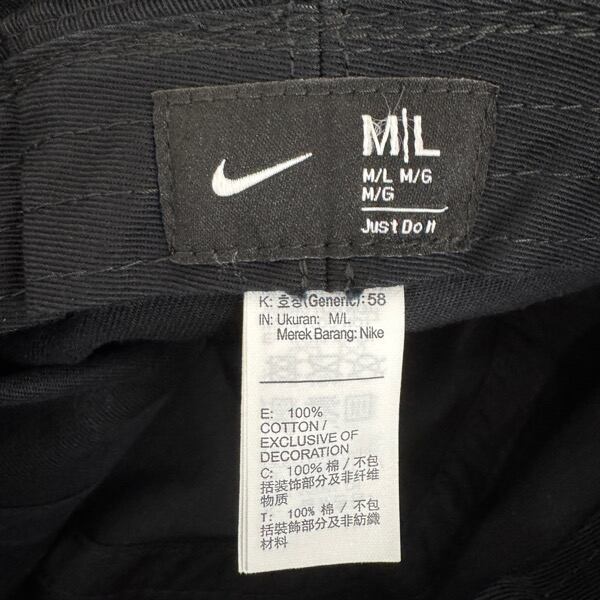 M|L
M/L M/G
M/G
Just Do It
K: 호칭(Generic): 58
IN: Ukuran: M/L
Merek Barang: Nike
E: 100%
COTTON /
EXCLUSIVE OF
DECORATION
C: 100% 棉 / 不包
括装饰部分及非纤维
物质
T: 100% 棉 / 不包
括裝飾部分及非紡織
材料